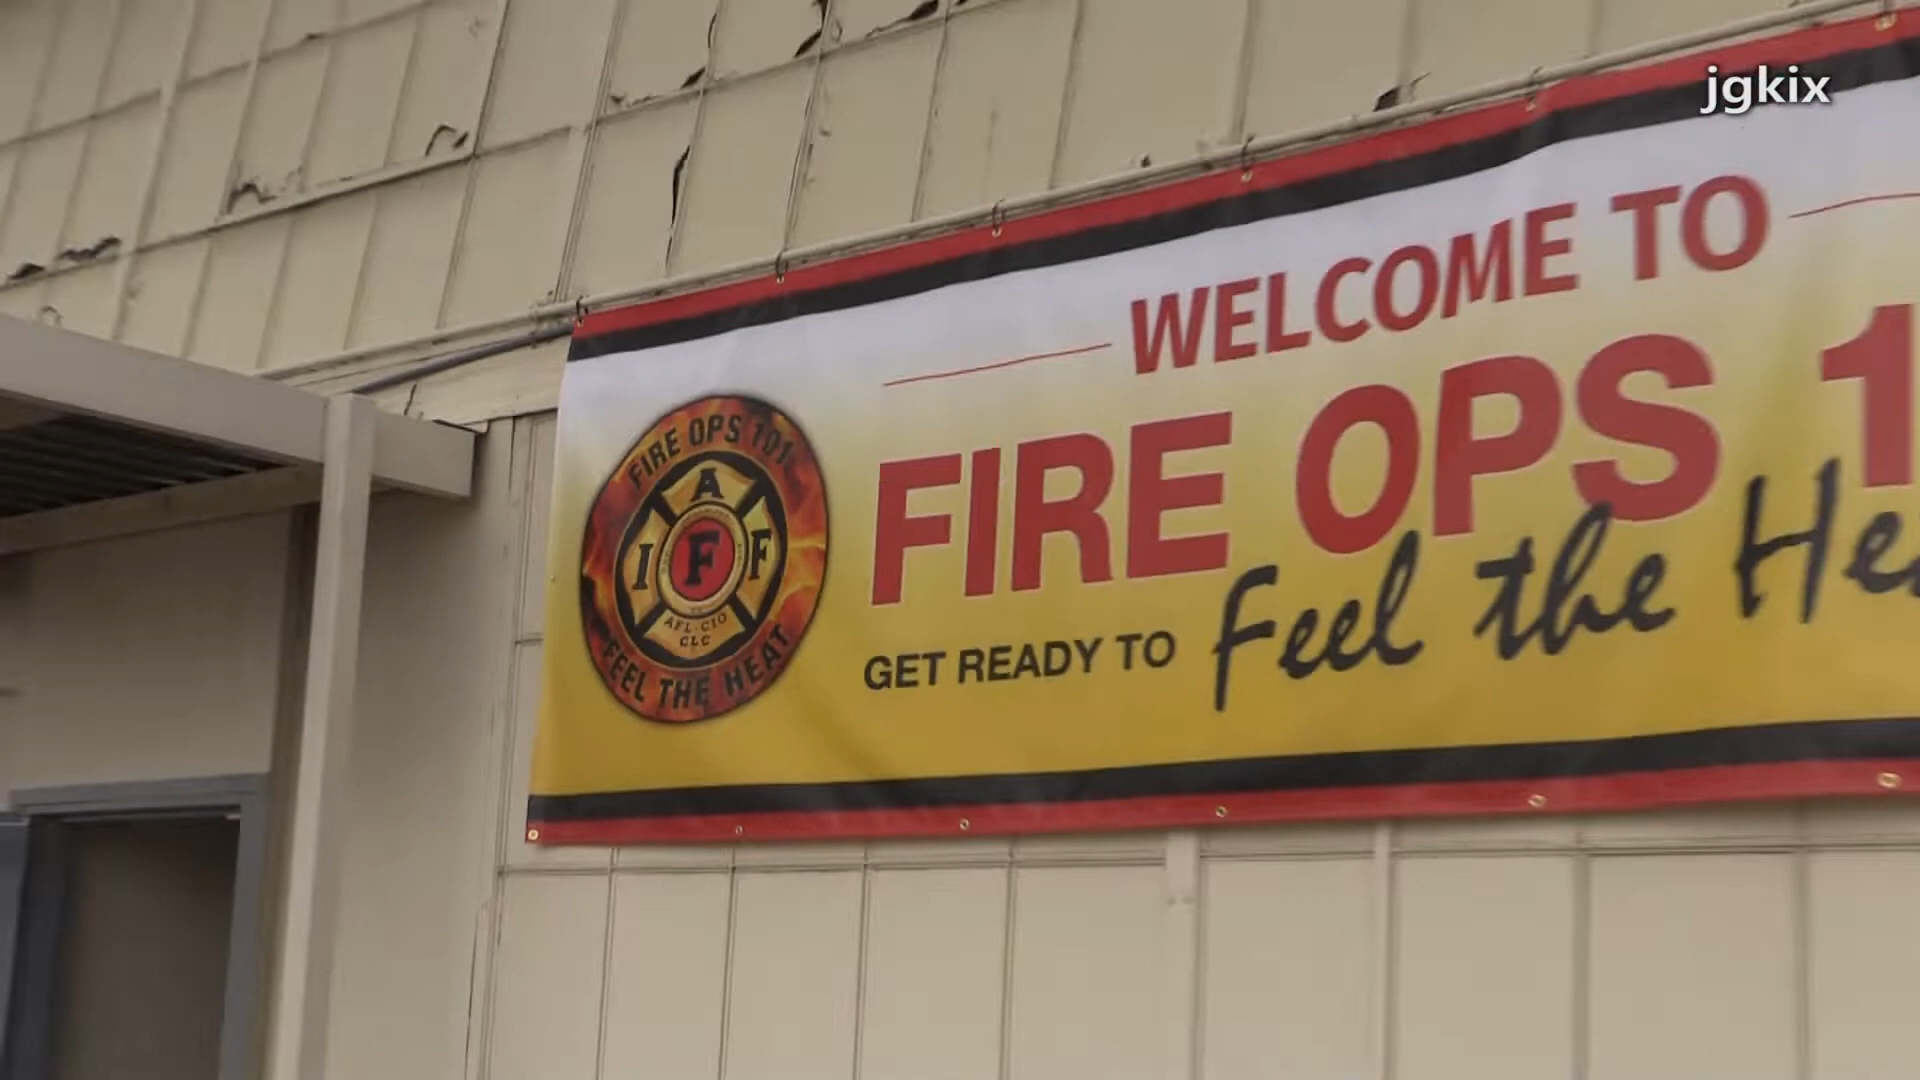 jgkix
WELCOME TO
FIRE OPS 1
GET READY TO Feel the He
FIRE OPS 101
A
I F F
AFL-CIO
CLC
FEEL THE HEAT